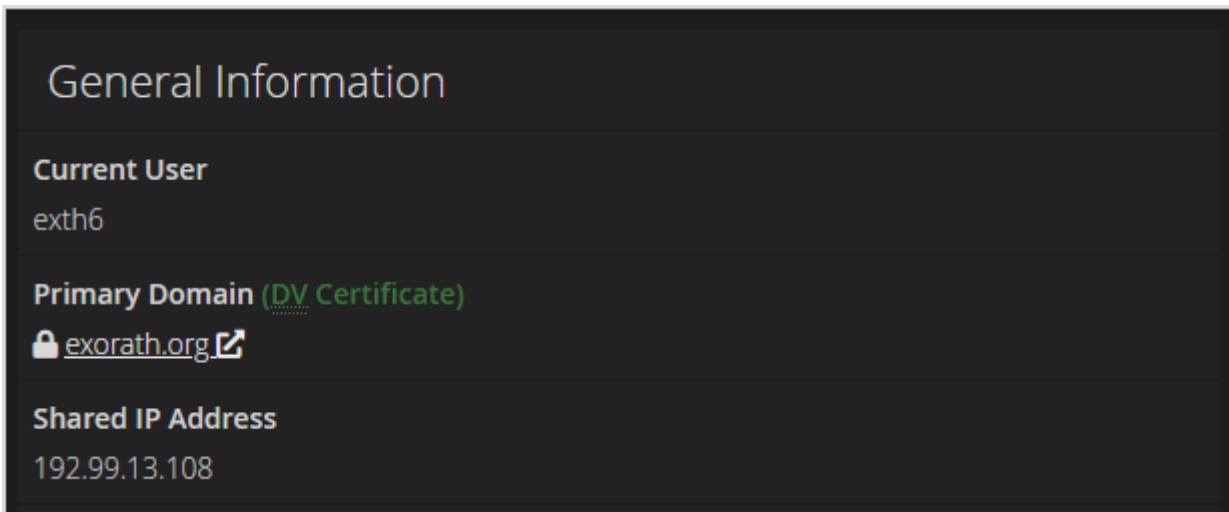 General Information
Current User
exth6
Primary Domain (DV Certificate)
exorath.org
Shared IP Address
192.99.13.108